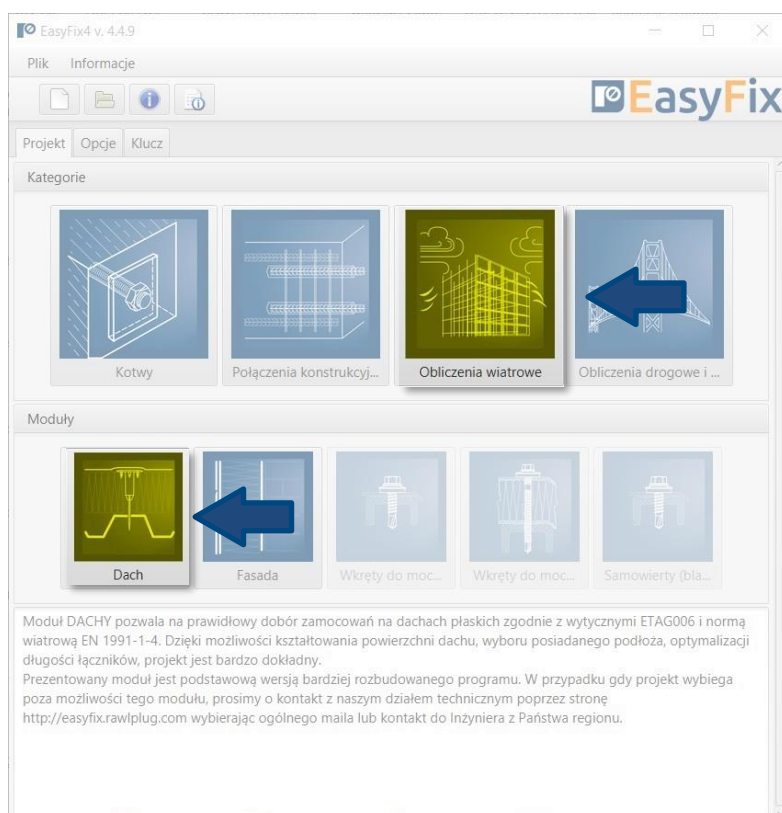 EasyFix4 v. 4.4.9
Plik Informacje
EasyFix
Projekt Opcje Klucz
Kategorie
Kotwy Połączenia konstrukcyj... Obliczenia wiatrowe Obliczenia drogowe i ...
Moduły
Dach Fasada Wkręty do moc... Wkręty do moc... Samowierty (bla...
Moduł DACHY pozwala na prawidłowy dobór zamocowań na dachach płaskich zgodnie z wytycznymi ETAG006 i normą
wiatrową EN 1991-1-4. Dzięki możliwości kształtowania powierzchni dachu, wyboru posiadanego podłoża, optymalizacji
długości łączników, projekt jest bardzo dokładny.
Prezentowany moduł jest podstawową wersją bardziej rozbudowanego programu. W przypadku gdy projekt wybiega
poza możliwości tego modułu, prosimy o kontakt z naszym działem technicznym poprzez stronę
http://easyfix.rawlplug.com wybierając ogólnego maila lub kontakt do Inżyniera z Państwa regionu.